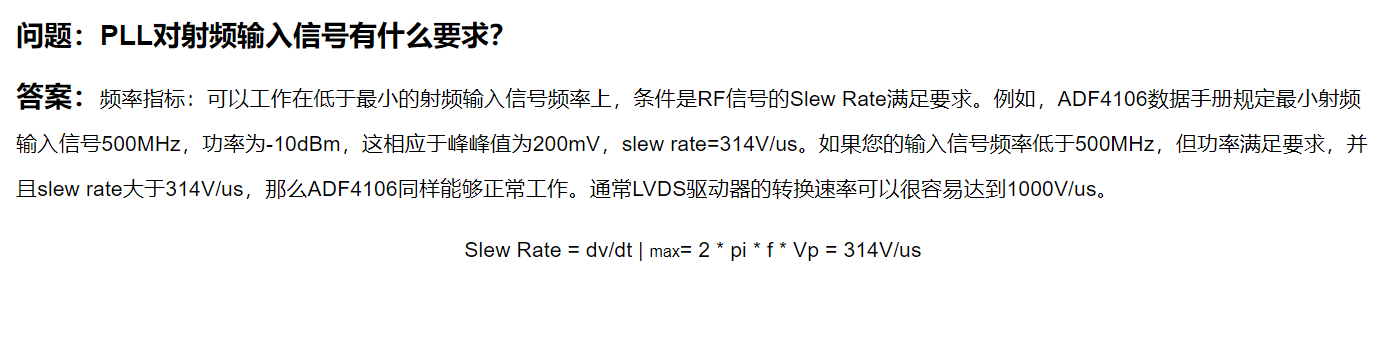 问题：PLL对射频输入信号有什么要求？
答案：频率指标：可以工作在低于最小的射频输入信号频率上，条件是RF信号的Slew Rate满足要求。例如，ADF4106数据手册规定最小射频
输入信号500MHz，功率为-10dBm，这相应于峰峰值为200mV，slew rate=314V/us。如果您的输入信号频率低于500MHz，但功率满足要求，并
且slew rate大于314V/us，那么ADF4106同样能够正常工作。通常LVDS驱动器的转换速率可以很容易达到1000V/us。
Slew Rate = dv/dt | max= 2 * pi * f * Vp = 314V/us